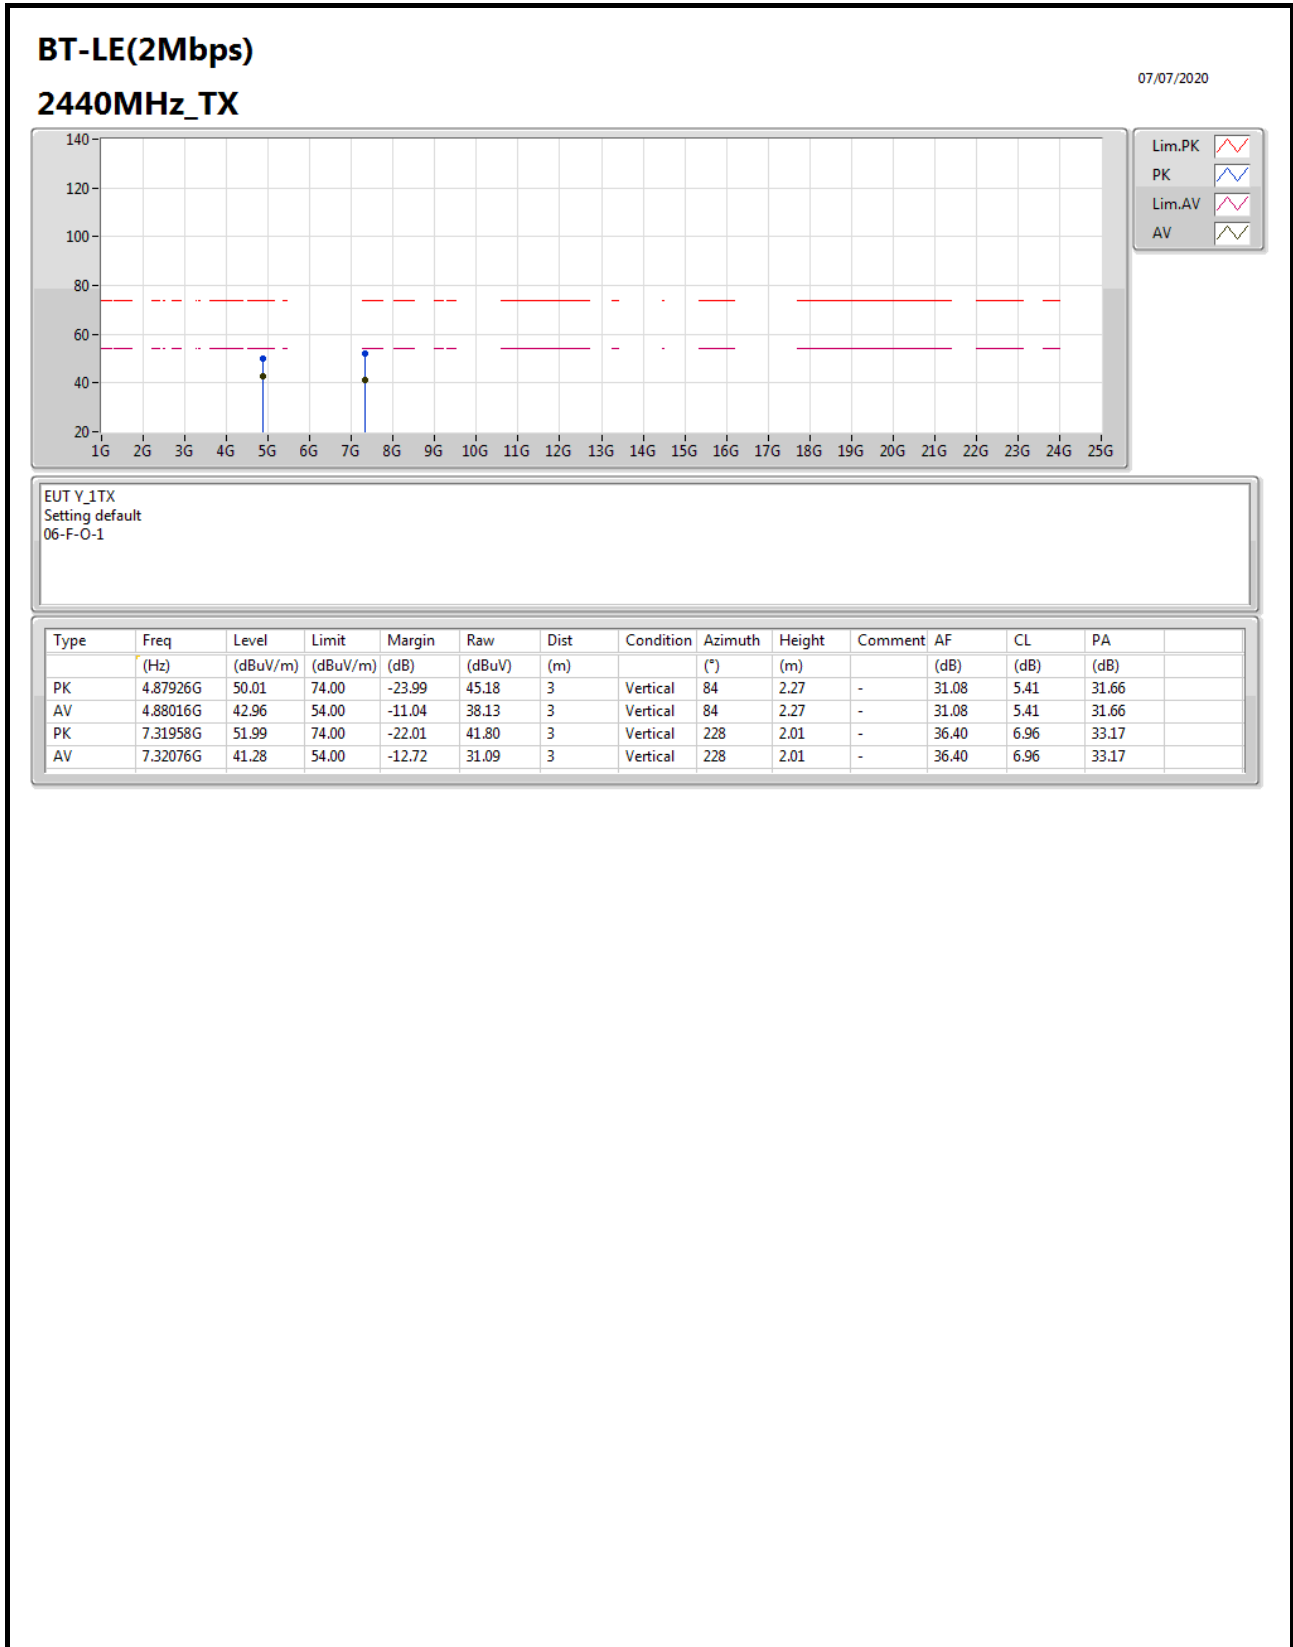 BT-LE(2Mbps)
07/07/2020
2440MHz_TX
140
120
100
80
60
40
20
1G 2G 3G 4G 5G 6G 7G 8G 9G 10G 11G 12G 13G 14G 15G 16G 17G 18G 19G 20G 21G 22G 23G 24G 25G
Lim.PK
PK
Lim.AV
AV
EUT Y_1TX
Setting default
06-F-O-1
Type Freq Level Limit Margin Raw Dist Condition Azimuth Height Comment AF CL PA
(Hz) (dBuV/m) (dBuV/m) (dB) (dBuV) (m) (°) (m) (dB) (dB) (dB)
PK 4.87926G 50.01 74.00 -23.99 45.18 3 Vertical 84 2.27 - 31.08 5.41 31.66
AV 4.88016G 42.96 54.00 -11.04 38.13 3 Vertical 84 2.27 - 31.08 5.41 31.66
PK 7.31958G 51.99 74.00 -22.01 41.80 3 Vertical 228 2.01 - 36.40 6.96 33.17
AV 7.32076G 41.28 54.00 -12.72 31.09 3 Vertical 228 2.01 - 36.40 6.96 33.17